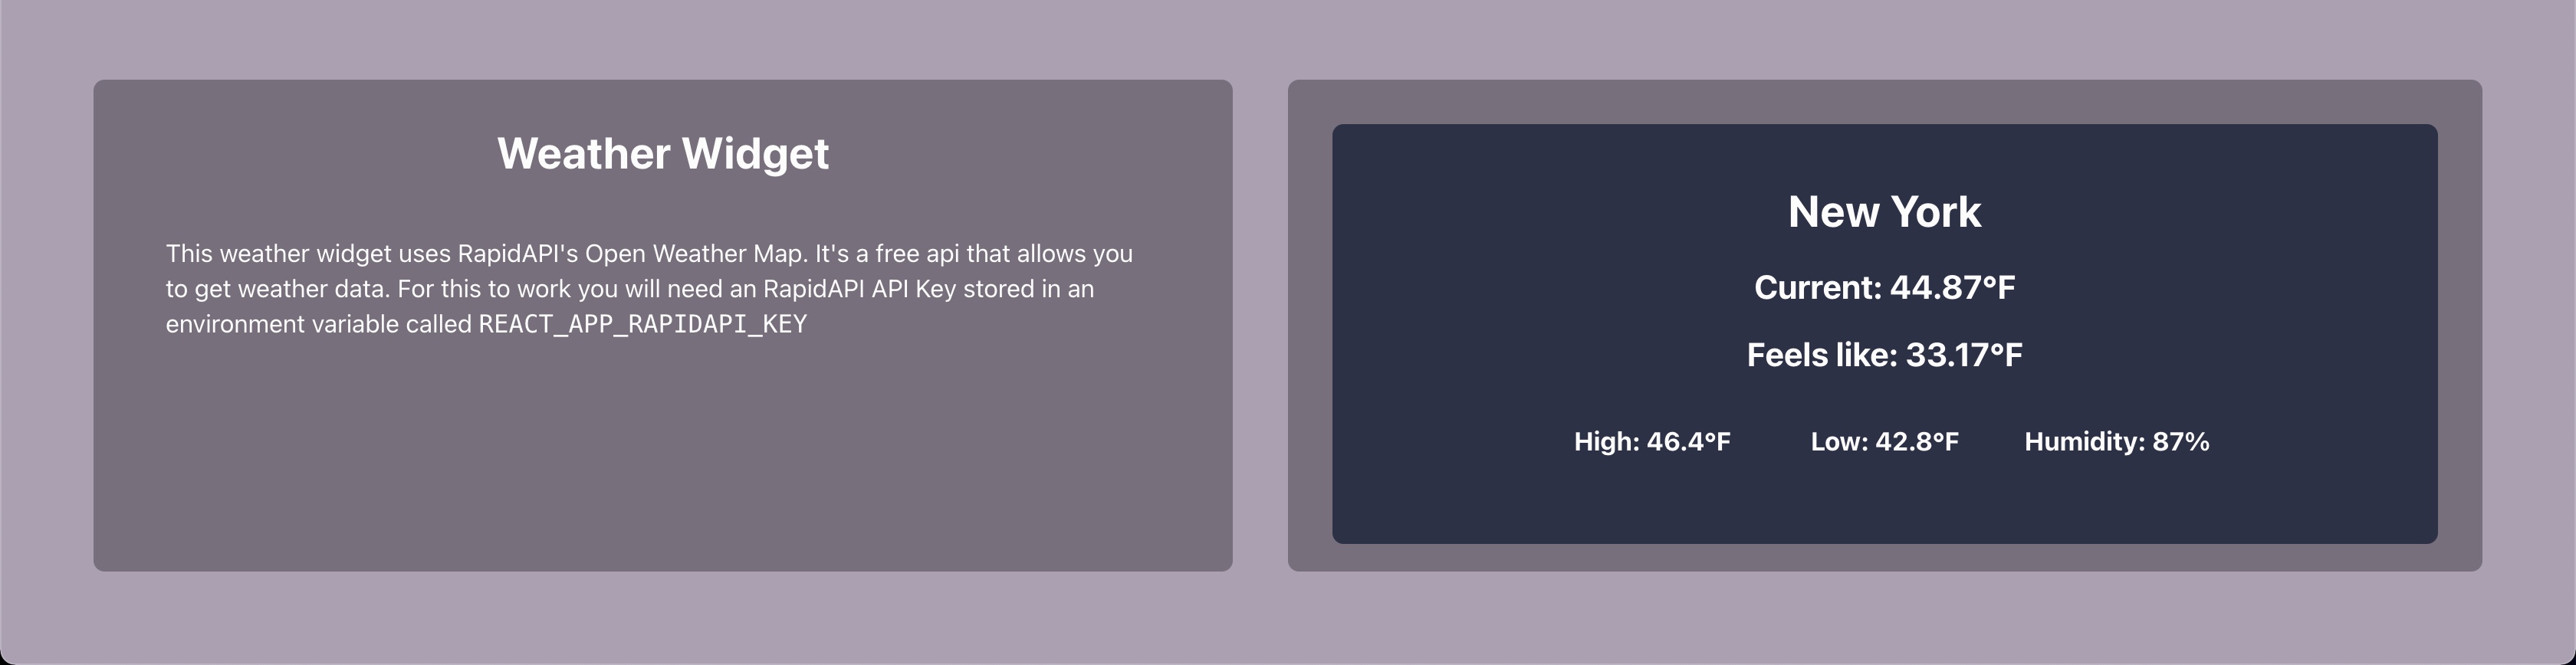 Weather Widget
This weather widget uses RapidAPI's Open Weather Map. It's a free api that allows you
to get weather data. For this to work you will need an RapidAPI API Key stored in an
environment variable called REACT_APP_RAPIDAPI_KEY
New York
Current: 44.87°F
Feels like: 33.17°F
High: 46.4°F Low: 42.8°F Humidity: 87%